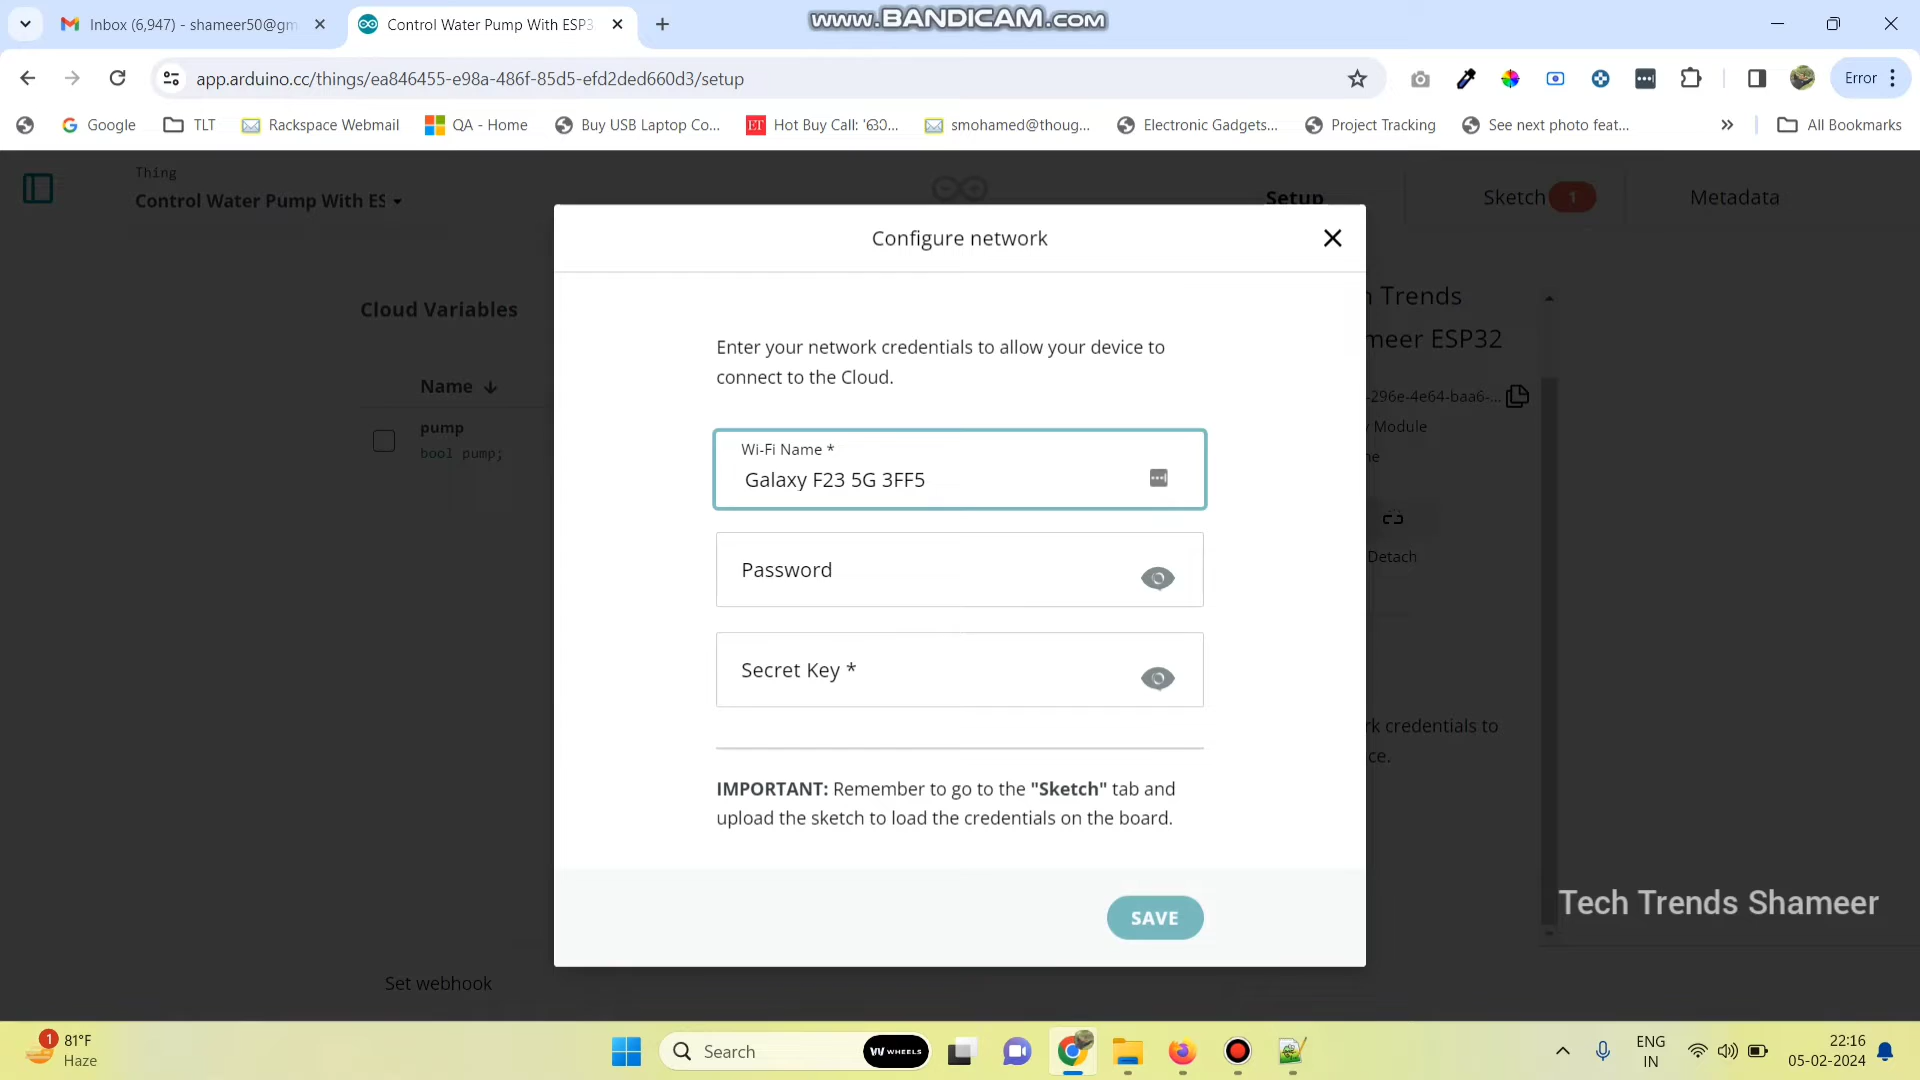 Inbox (6,947) - shameer50@gm
Control Water Pump With ESP3
www.BANDICAM.com
app.arduino.cc/things/ea846455-e98a-486f-85d5-efd2ded660d3/setup
Error
Google
TLT
Rackspace Webmail
QA - Home
Buy USB Laptop Co...
ET
smohamed@thoug...
Electronic Gadgets...
Project Tracking
See next photo feat...
»
All Bookmarks
Thing
Control Water Pump With ES
Setup
Sketch 1
Metadata
Configure network
Cloud Variables
Name
pump
bool pump;
Enter your network credentials to allow your device to
connect to the Cloud.
Wi-Fi Name *
Galaxy F23 5G 3FF5
Password
Secret Key *
IMPORTANT: Remember to go to the "Sketch" tab and
upload the sketch to load the credentials on the board.
SAVE
Trends
meer ESP32
-296e-4e64-baa6-...
Module
ne
Detach
rk credentials to
ce.
Tech Trends Shameer
Set webhook
1
81°F
Haze
Search
WHEELS
ENG
IN
22:16
05-02-2024